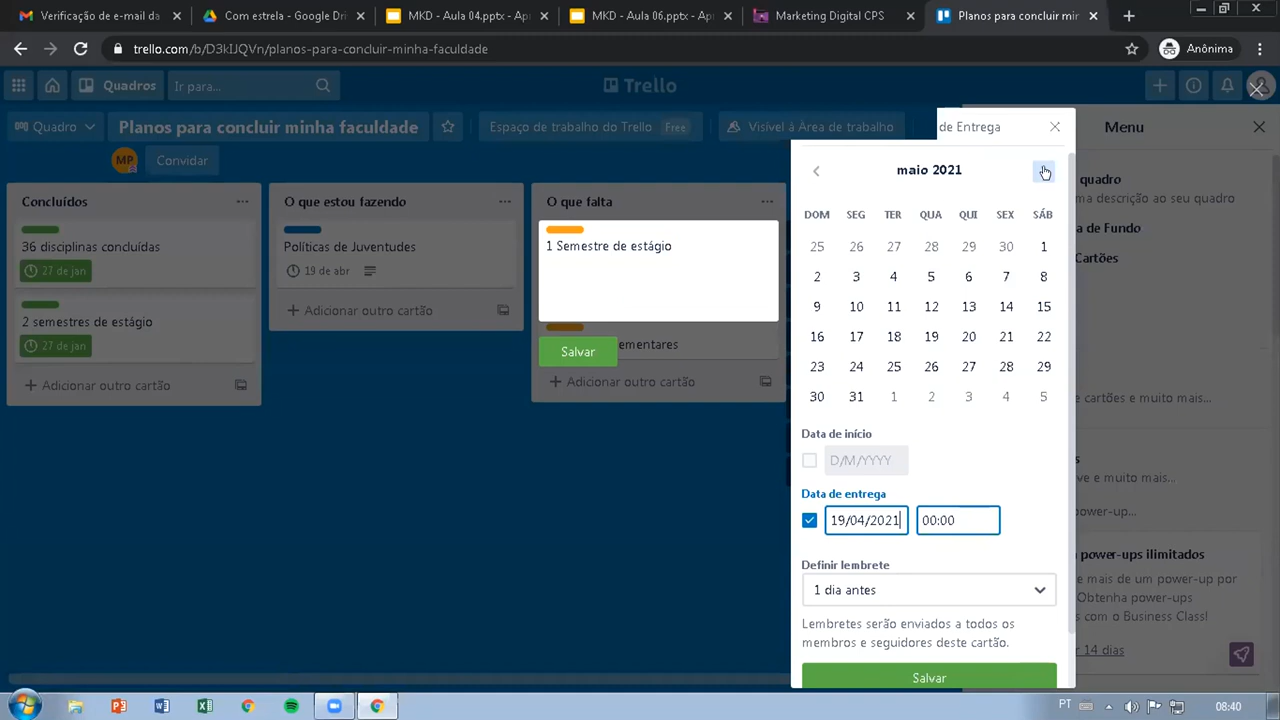 Verificação de e-mail da
Com estrela - Google Dri
MKD - Aula 04.pptx - Ap
MKD - Aula 06.pptx - Ap
Marketing Digital CPS
Planos para concluir mi
trello.com/b/D3kIJQVn/planos-para-concluir-minha-faculdade
Anônima
Quadros
Ir para...
Trello
Quadro
Planos para concluir minha faculdade
Espaço de trabalho do Trello Free
Visível à Área de trabalho
de Entrega
Menu
MP
Convidar
maio 2021
quadro
ma descrição ao seu quadro
Concluídos
O que estou fazendo
O que falta
DOM SEG TER QUA QUI SEX SÁB
a de Fundo
36 disciplinas concluídas
Políticas de Juventudes
1 Semestre de estágio
25 26 27 28 29 30 1
Cartões
27 de jan
19 de abr
2 3 4 5 6 7 8
Adicionar outro cartão
9 10 11 12 13 14 15
2 semestres de estágio
ementares
16 17 18 19 20 21 22
27 de jan
Salvar
23 24 25 26 27 28 29
Adicionar outro cartão
Adicionar outro cartão
30 31 1 2 3 4 5
e cartões e muito mais...
Data de início
D/M/YYYY
s
ve e muito mais...
Data de entrega
e power-ups...
19/04/2021
00:00
power-ups ilimitados
Definir lembrete
e mais de um power-up por
1 dia antes
Obtenha power-ups
s com o Business Class!
Lembretes serão enviados a todos os
membros e seguidores deste cartão.
r 14 dias
Salvar
PT
08:40